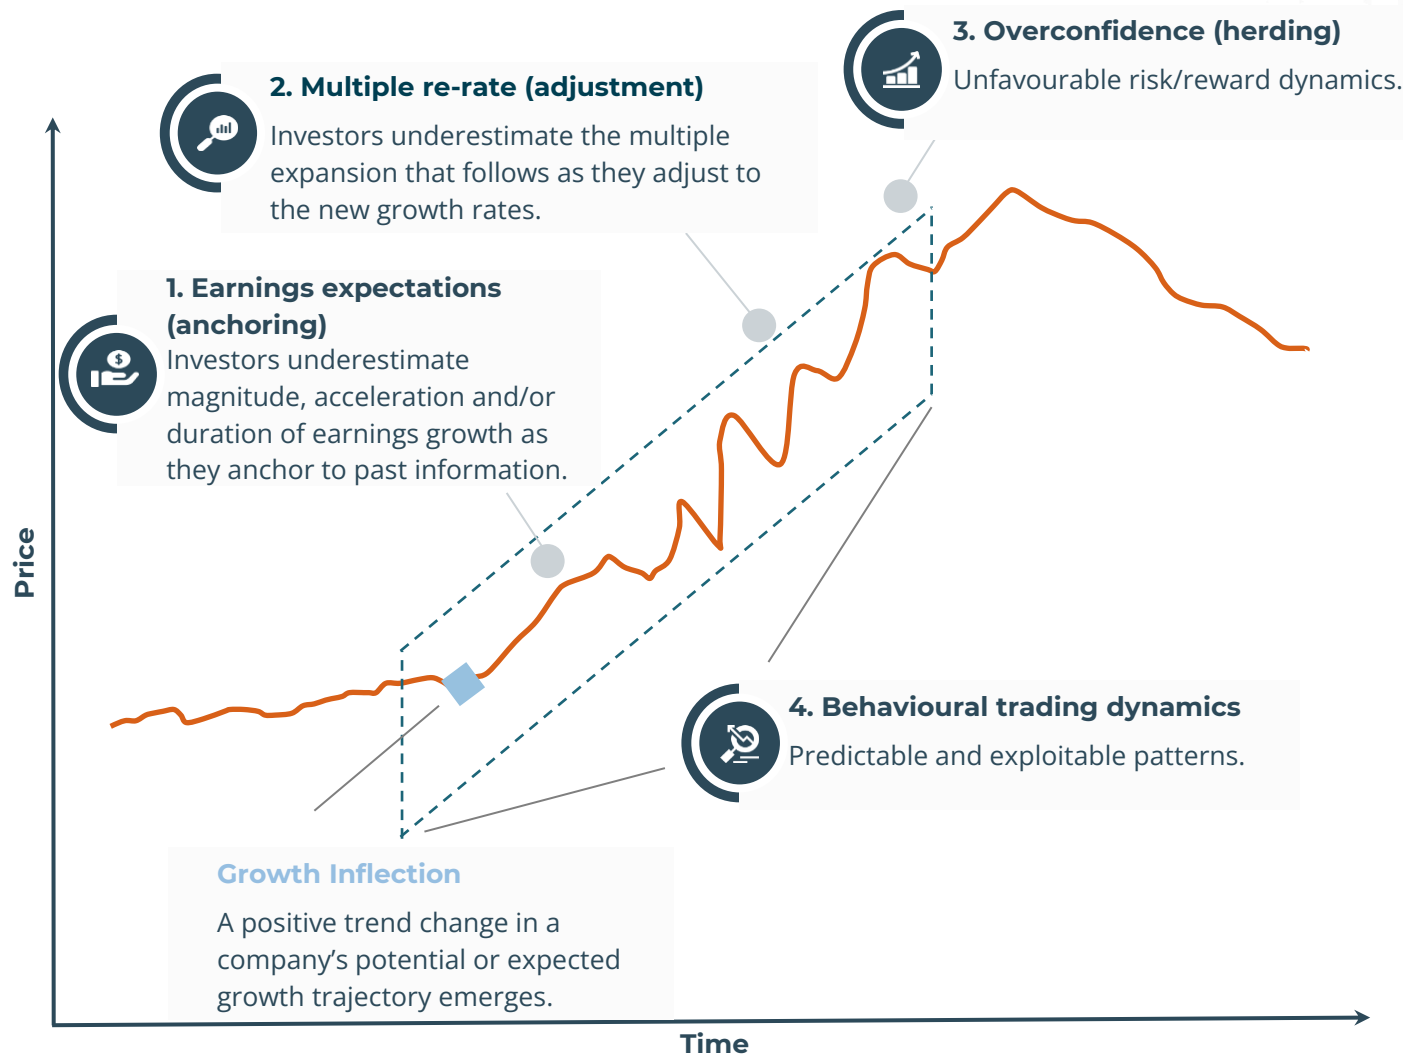 3. Overconfidence (herding)
Unfavourable risk/reward dynamics.
2. Multiple re-rate (adjustment)
Investors underestimate the multiple
expansion that follows as they adjust to
the new growth rates.
1. Earnings expectations
(anchoring)
Investors underestimate
magnitude, acceleration and/or
duration of earnings growth as
they anchor to past information.
$
Price
4. Behavioural trading dynamics
Predictable and exploitable patterns.
Growth Inflection
A positive trend change in a
company’s potential or expected
growth trajectory emerges.
Time